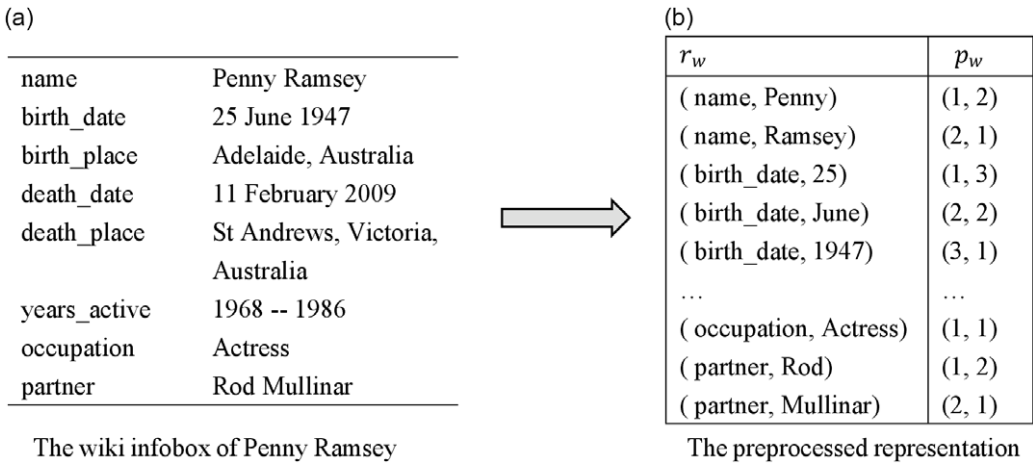 (a)
name Penny Ramsey
birth_date 25 June 1947
birth_place Adelaide, Australia
death_date 11 February 2009
death_place St Andrews, Victoria,
Australia
years_active 1968 -- 1986
occupation Actress
partner Rod Mullinar
The wiki infobox of Penny Ramsey
(b)
r_w p_w
( name, Penny) (1, 2)
( name, Ramsey) (2, 1)
( birth_date, 25) (1, 3)
( birth_date, June) (2, 2)
( birth_date, 1947) (3, 1)
... ...
( occupation, Actress) (1, 1)
( partner, Rod) (1, 2)
( partner, Mullinar) (2, 1)
The preprocessed representation